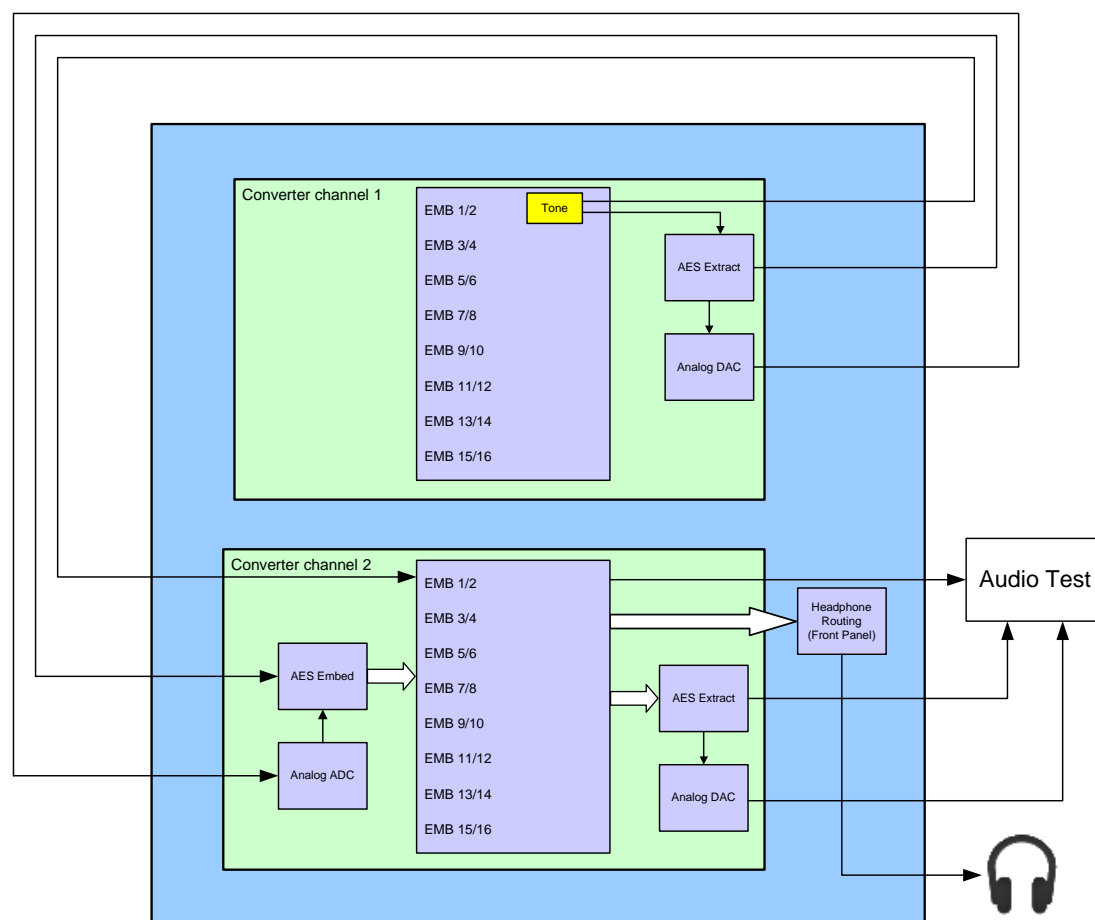 Converter channel 1
EMB 1/2
Tone
EMB 3/4
AES Extract
EMB 5/6
EMB 7/8
EMB 9/10
Analog DAC
EMB 11/12
EMB 13/14
EMB 15/16
Converter channel 2
EMB 1/2
Audio Test
EMB 3/4
Headphone
Routing
(Front Panel)
EMB 5/6
AES Embed
EMB 7/8
AES Extract
EMB 9/10
EMB 11/12
Analog ADC
EMB 13/14
Analog DAC
EMB 15/16